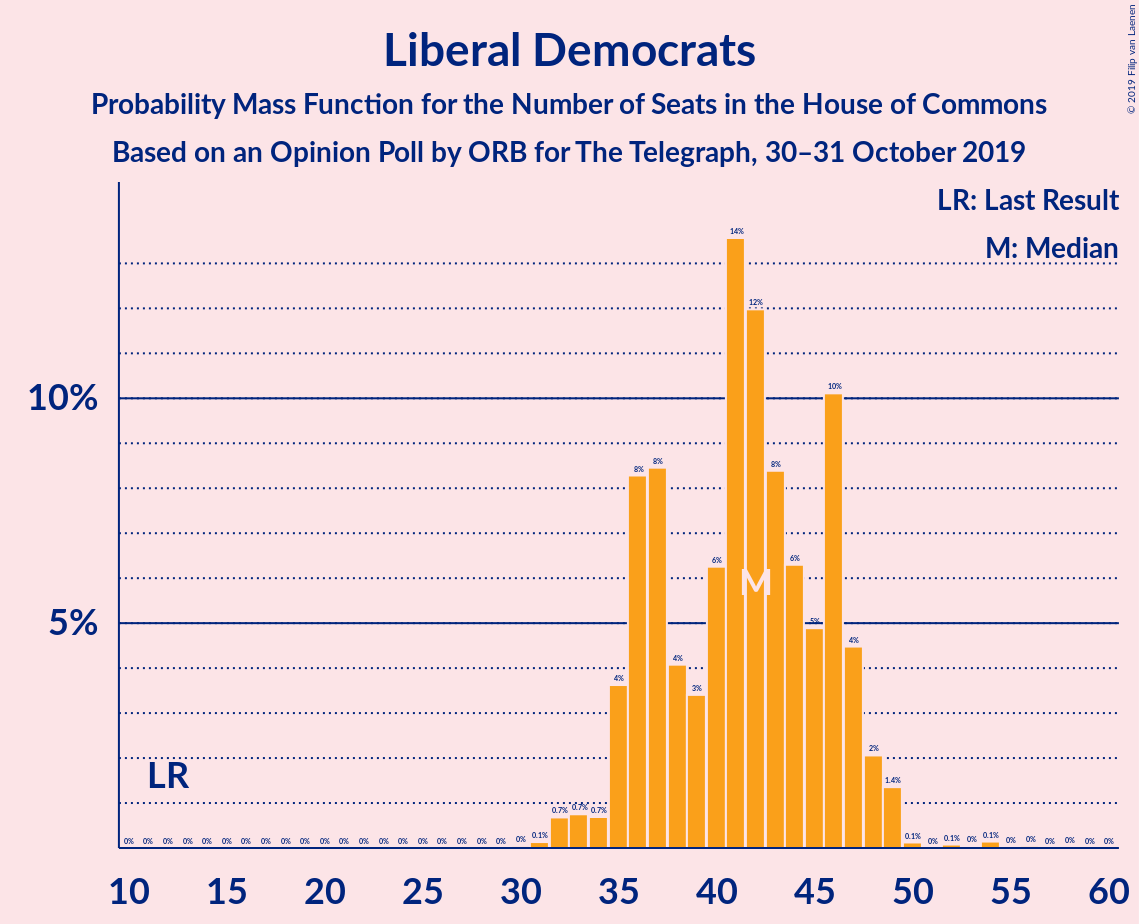 Liberal Democrats
Probability Mass Function for the Number of Seats in the House of Commons
Based on an Opinion Poll by ORB for The Telegraph, 30–31 October 2019
© 2019 Filip van Laenen
LR: Last Result
M: Median
10%
5%
LR
M
0% 0% 0% 0% 0% 0% 0% 0% 0% 0% 0% 0% 0% 0% 0% 0% 0% 0% 0% 0% 0% 0.1% 0.7% 0.7% 0.7% 4% 8% 8% 4% 3% 6% 14% 12% 8% 6% 5% 10% 4% 2% 1.4% 0.1% 0% 0.1% 0% 0.1% 0% 0% 0% 0% 0% 0%
10 15 20 25 30 35 40 45 50 55 60